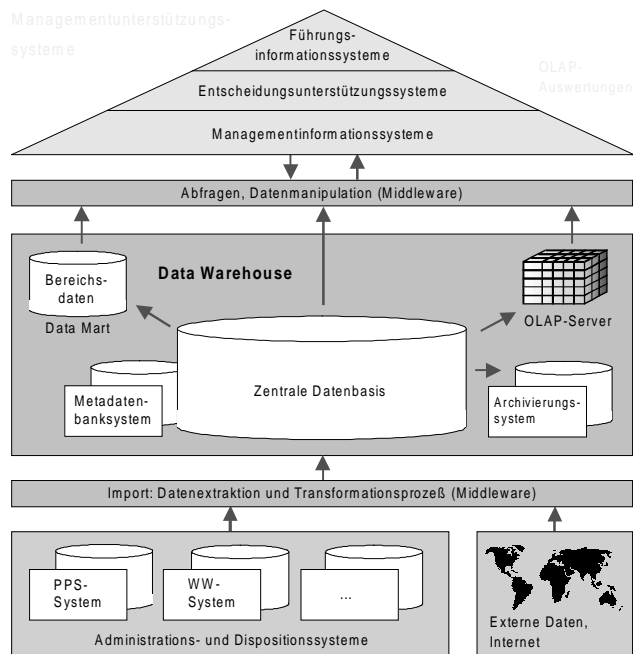 Managementunterstützungs-
systeme
Führungs-
informationssysteme
OLAP-
Auswertungen
Entscheidungsunterstützungssysteme
Managementinformationssysteme
Abfragen, Datenmanipulation (Middleware)
Data Warehouse
Bereichs-
daten
Data Mart
OLAP-Server
Zentrale Datenbasis
Metadaten-
banksystem
Archivierungs-
system
Import: Datenextraktion und Transformationsprozeß (Middleware)
PPS-
System
WW-
System
...
Administrations- und Dispositionssysteme
Externe Daten,
Internet